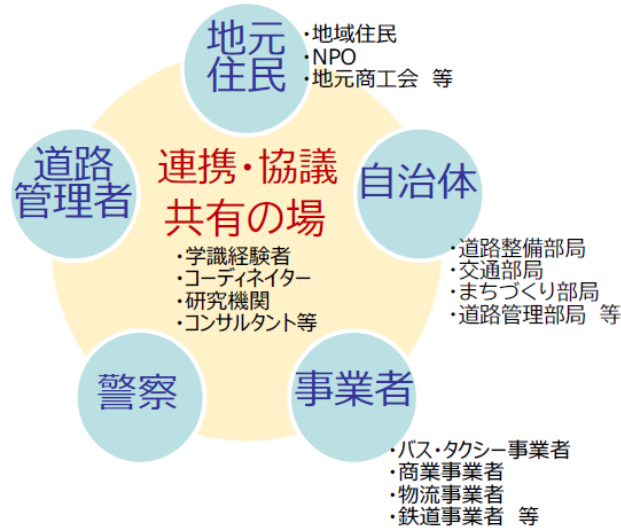 地元
住民
・地域住民
・NPO
・地元商工会 等
道路
管理者
連携・協議
共有の場
・学識経験者
・コーディネイター
・研究機関
・コンサルタント等
自治体
・道路整備部局
・交通部局
・まちづくり部局
・道路管理部局 等
警察
事業者
・バス・タクシー事業者
・商業事業者
・物流事業者
・鉄道事業者 等